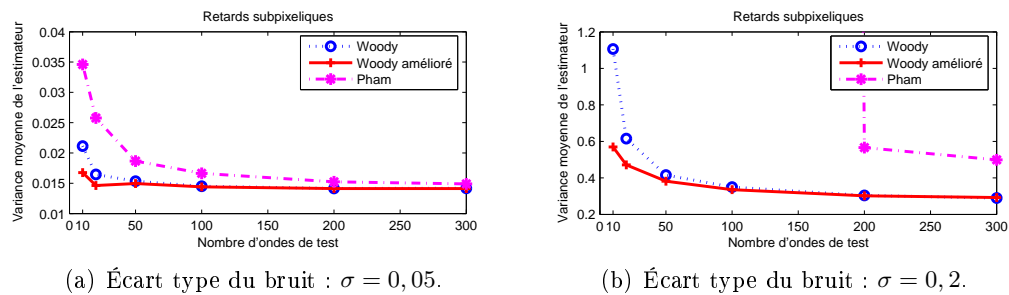 Retards subpixeliques
Variance moyenne de l'estimateur
0.04
0.035
0.03
0.025
0.02
0.015
0.01
Woody
Woody amélioré
Pham
0 10 50 100 150 200 250 300
Nombre d'ondes de test
(a) Écart type du bruit : σ = 0, 05.
Retards subpixeliques
Variance moyenne de l'estimateur
1.2
1
0.8
0.6
0.4
0.2
Woody
Woody amélioré
Pham
0 10 50 100 150 200 250 300
Nombre d'ondes de test
(b) Écart type du bruit : σ = 0, 2.